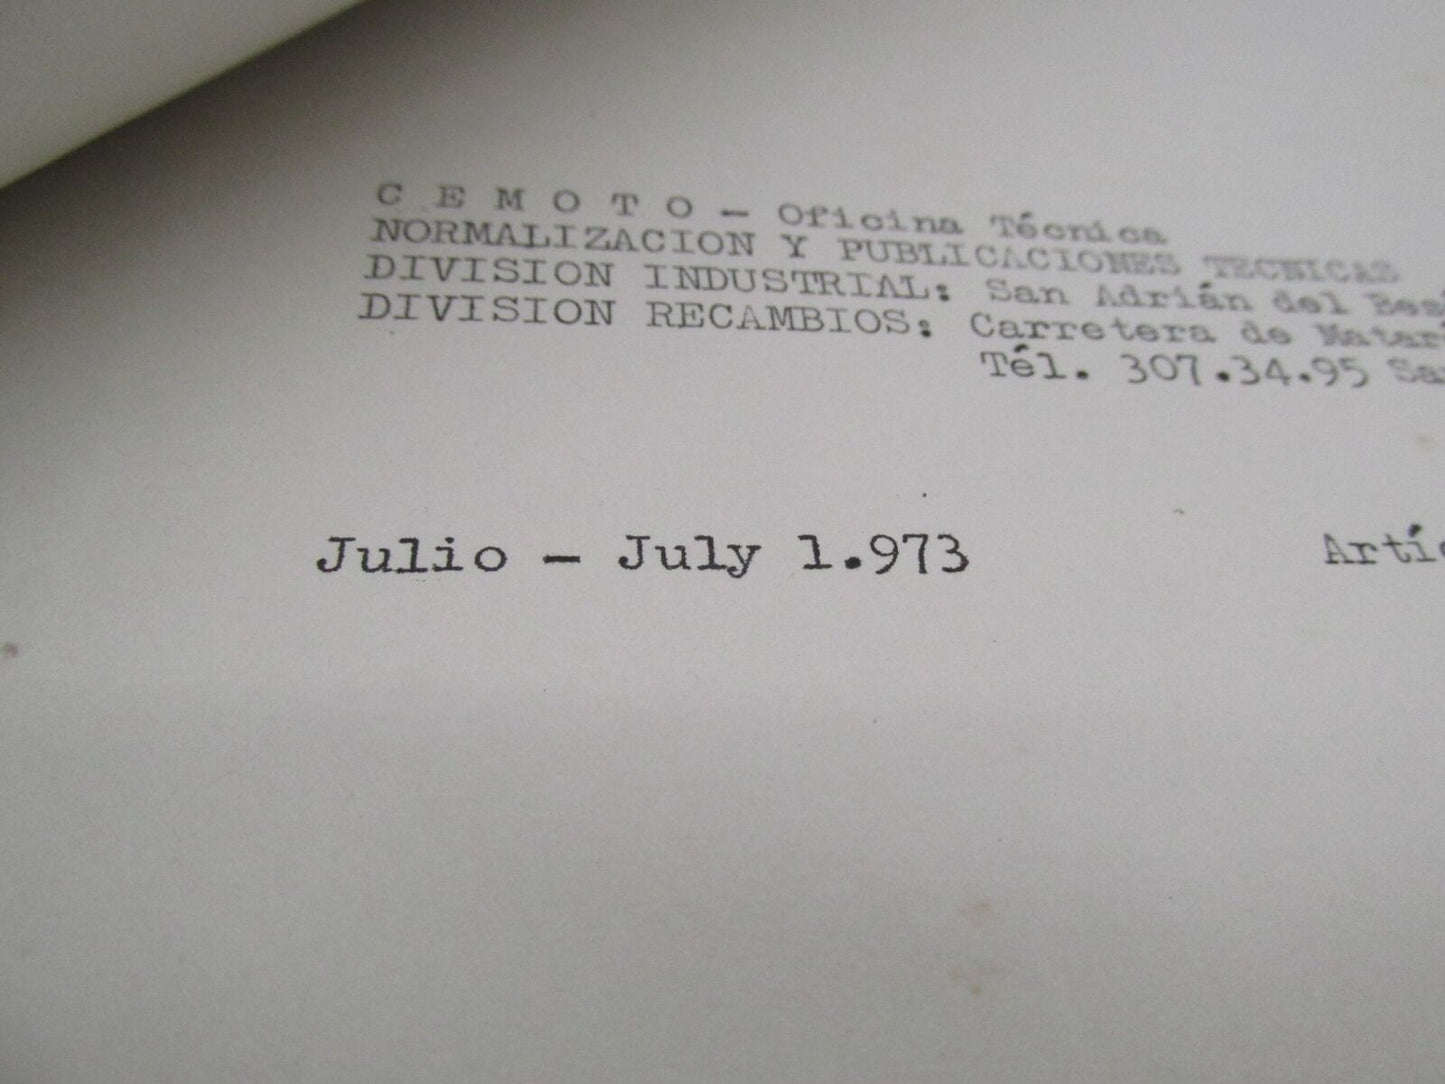 C E M O T O - Oficina Técnica
NORMALIZACION Y PUBLICACIONES TECNICAS
DIVISION INDUSTRIAL: San Adrián del
DIVISION RECAMBIOS: Carretera de
Tél. 307.34.95
Julio - July 1.973